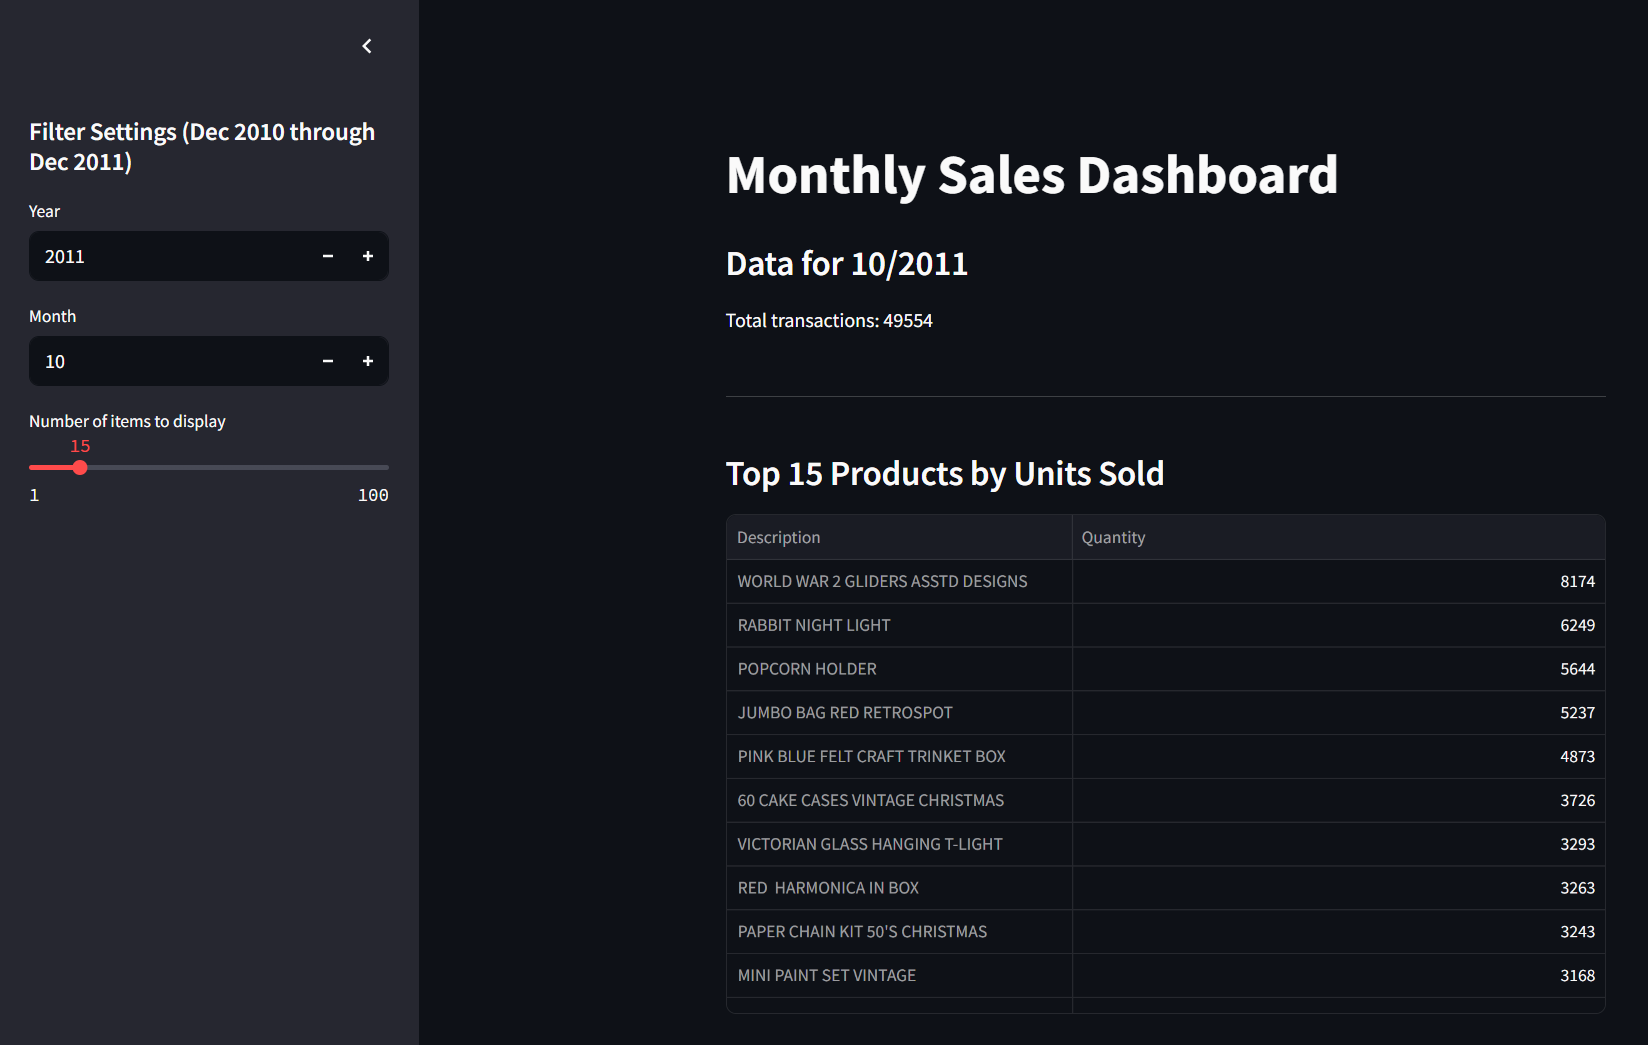 Filter Settings (Dec 2010 through
Dec 2011)
Year
2011
Month
10
Number of items to display
15
1 100
Monthly Sales Dashboard
Data for 10/2011
Total transactions: 49554
Top 15 Products by Units Sold
Description Quantity
WORLD WAR 2 GLIDERS ASSTD DESIGNS 8174
RABBIT NIGHT LIGHT 6249
POPCORN HOLDER 5644
JUMBO BAG RED RETROSPOT 5237
PINK BLUE FELT CRAFT TRINKET BOX 4873
60 CAKE CASES VINTAGE CHRISTMAS 3726
VICTORIAN GLASS HANGING T-LIGHT 3293
RED  HARMONICA IN BOX 3263
PAPER CHAIN KIT 50'S CHRISTMAS 3243
MINI PAINT SET VINTAGE 3168